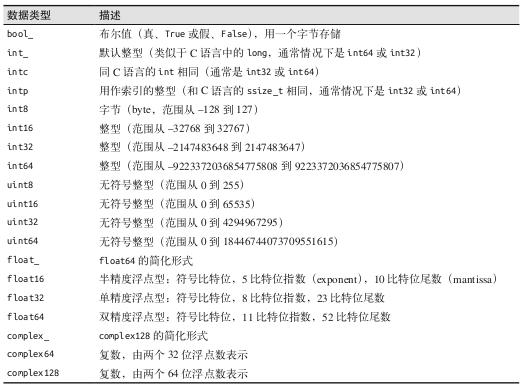 数据类型 描述
bool_ 布尔值（真、True 或假、False），用一个字节存储
int_ 默认整型（类似于 C 语言中的 long，通常情况下是 int64 或 int32）
intc 同 C 语言的 int 相同（通常是 int32 或 int64）
intp 用作索引的整型（和 C 语言的 ssize_t 相同，通常情况下是 int32 或 int64）
int8 字节（byte，范围从 –128 到 127）
int16 整型（范围从 –32768 到 32767）
int32 整型（范围从 –2147483648 到 2147483647）
int64 整型（范围从 –9223372036854775808 到 9223372036854775807）
uint8 无符号整型（范围从 0 到 255）
uint16 无符号整型（范围从 0 到 65535）
uint32 无符号整型（范围从 0 到 4294967295）
uint64 无符号整型（范围从 0 到 18446744073709551615）
float_ float64 的简化形式
float16 半精度浮点型：符号比特位，5 比特位指数（exponent），10 比特位尾数（mantissa）
float32 单精度浮点型：符号比特位，8 比特位指数，23 比特位尾数
float64 双精度浮点型：符号比特位，11 比特位指数，52 比特位尾数
complex_ complex128 的简化形式
complex64 复数，由两个 32 位浮点数表示
complex128 复数，由两个 64 位浮点数表示